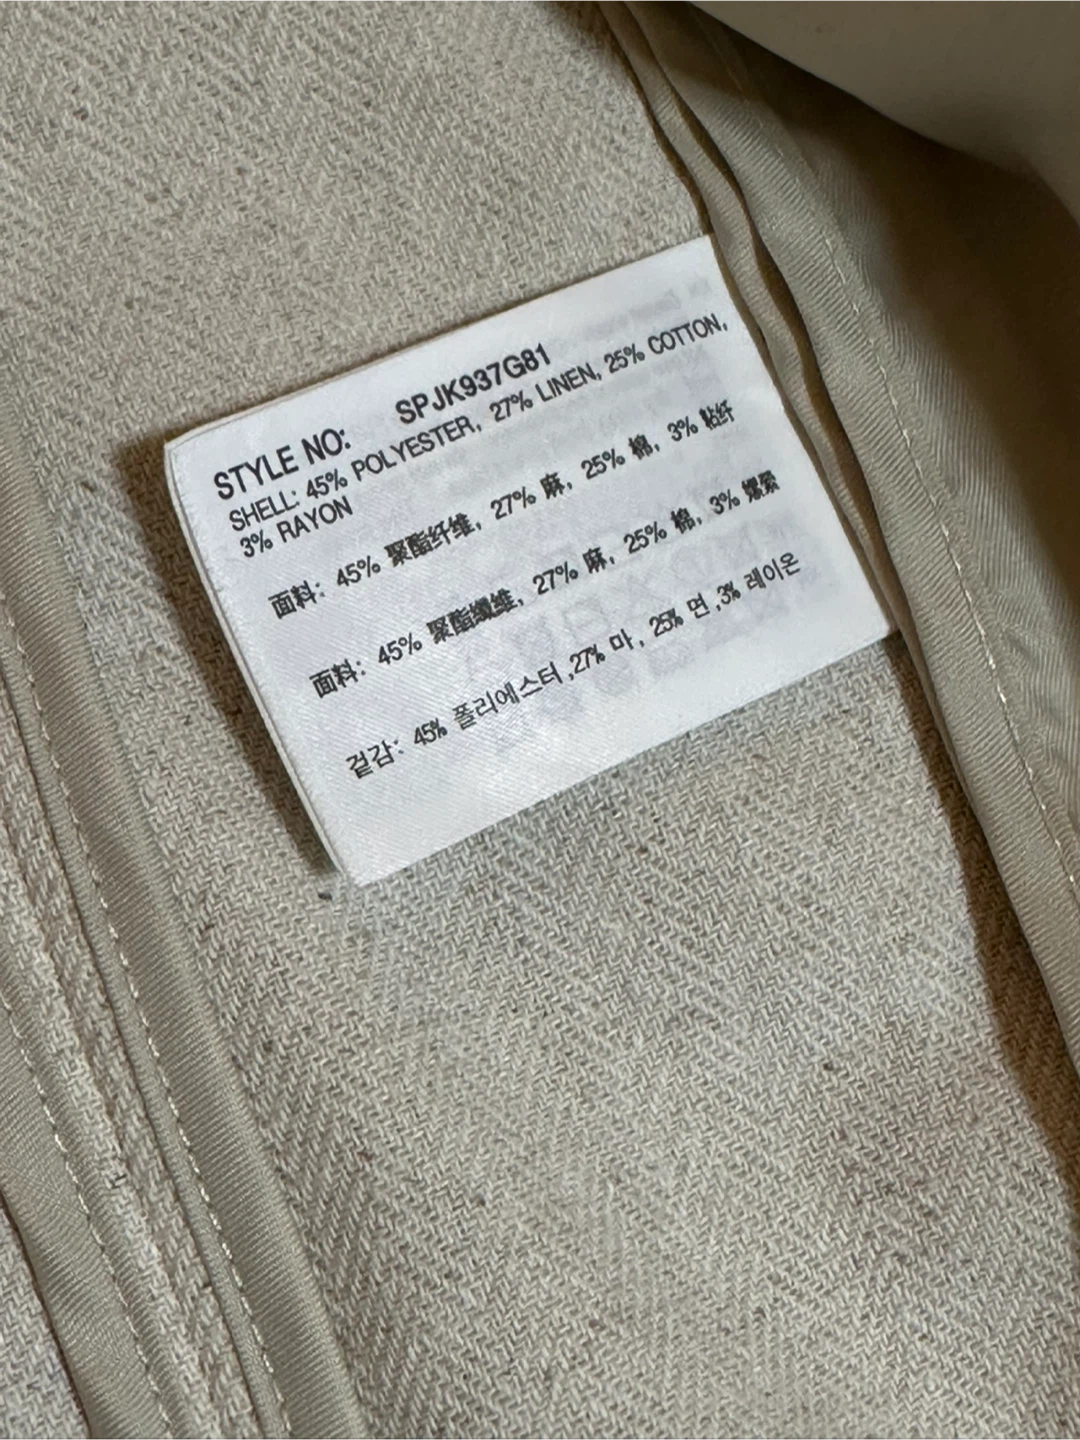 STYLE NO: SPJK937G81
SHELL: 45% POLYESTER, 27% LINEN, 25% COTTON,
3% RAYON
面料: 45% 聚酯纤维, 27% 麻, 25% 棉, 3% 粘纤
面料: 45% 聚酯纖維, 27% 麻, 25% 棉, 3% 嫘縈
겉감: 45% 폴리에스터 ,27% 마 , 25% 면 ,3% 레이온